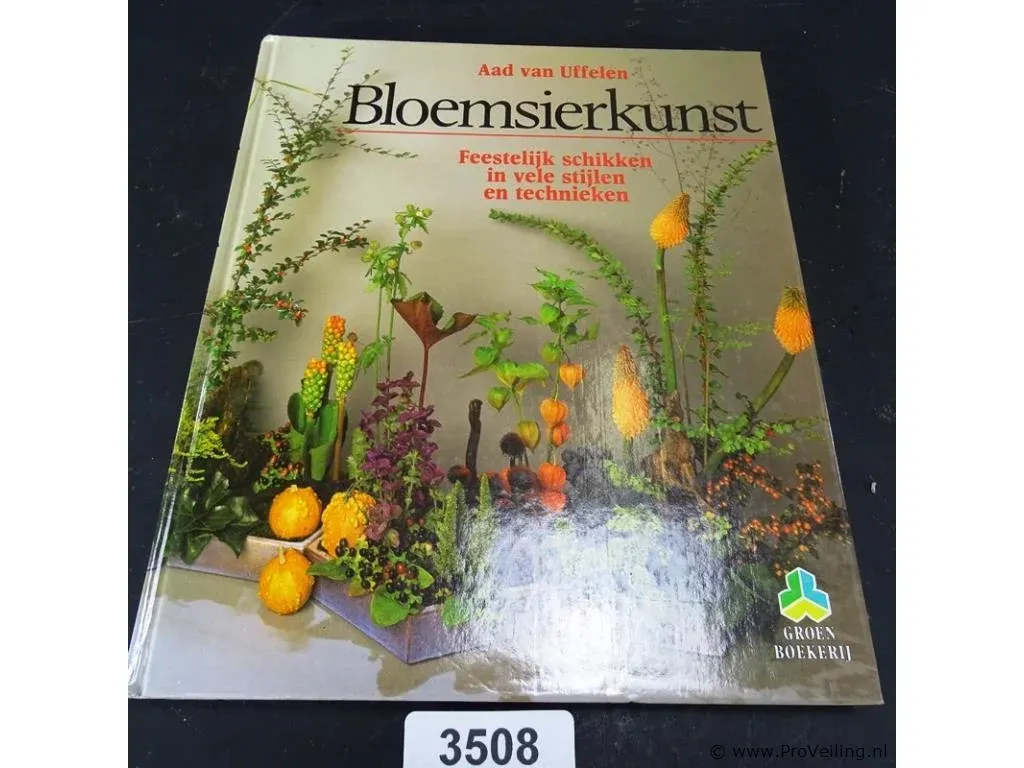 Aad van Uffelen
Bloemsierkunst
Feestelijk schikken
in vele stijlen
en technieken
GROEN
BOEKERIJ
3508
© www.ProVeiling.nl